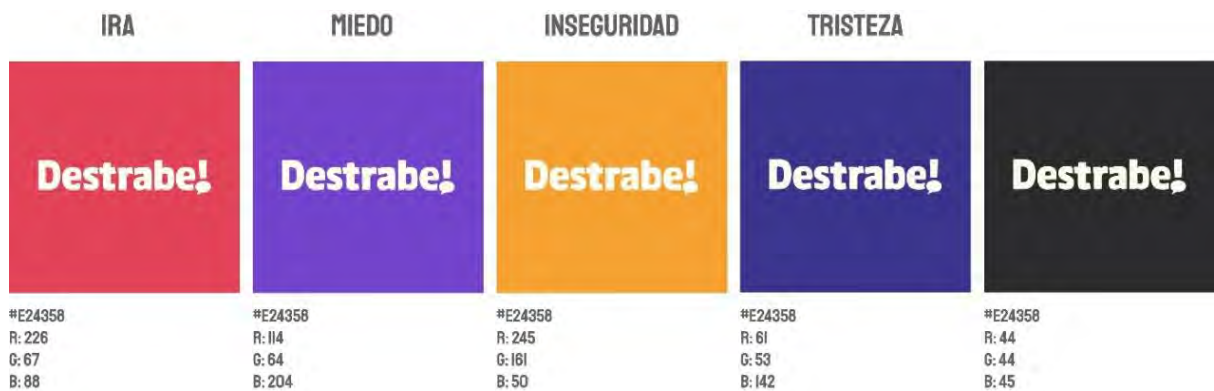 IRA
MIEDO
INSEGURIDAD
TRISTEZA
Destrabe!
Destrabe!
Destrabe!
Destrabe!
Destrabe!
#E24358
R: 226
G: 67
B: 88
#E24358
R: 114
G: 64
B: 204
#E24358
R: 245
G: 161
B: 50
#E24358
R: 61
G: 53
B: 142
#E24358
R: 44
G: 44
B: 45